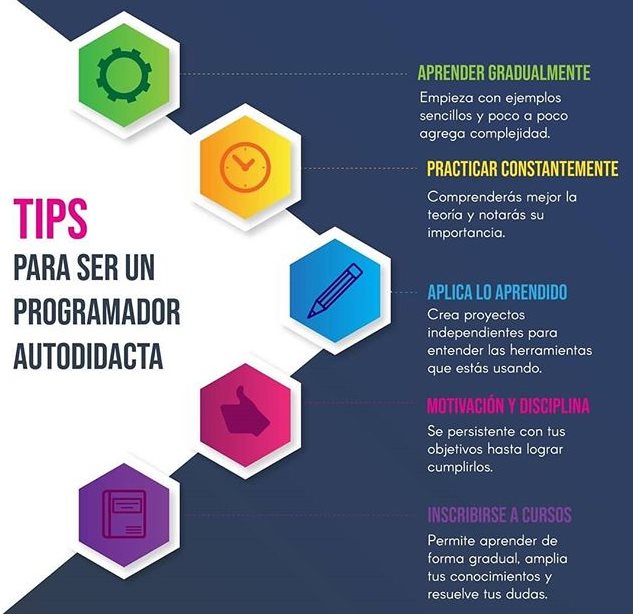 TIPS
PARA SER UN
PROGRAMADOR
AUTODIDACTA
APRENDER GRADUALMENTE
Empieza con ejemplos
sencillos y poco a poco
agrega complejidad.
PRACTICAR CONSTANTEMENTE
Comprenderás mejor la
teoría y notarás su
importancia.
APLICA LO APRENDIDO
Crea proyectos
independientes para
entender las herramientas
que estás usando.
MOTIVACIÓN Y DISCIPLINA
Se persistente con tus
objetivos hasta lograr
cumplirlos.
INSCRIBIRSE A CURSOS
Permite aprender de
forma gradual, amplia
tus conocimientos y
resuelve tus dudas.